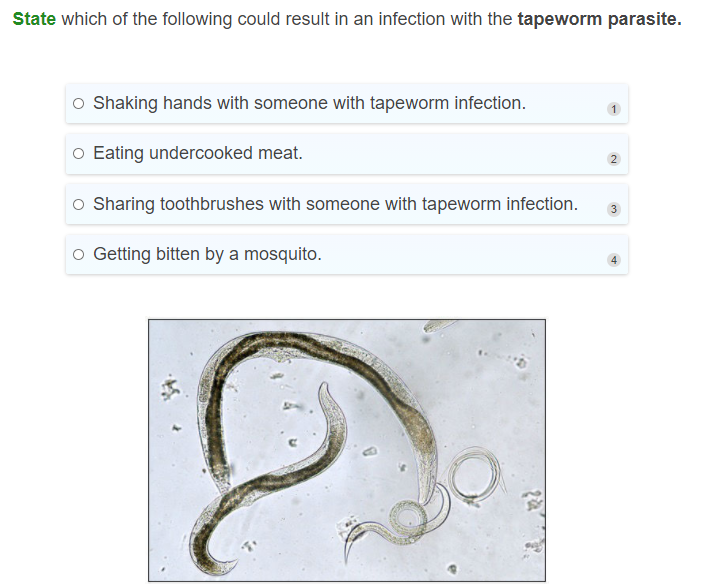 State which of the following could result in an infection with the tapeworm parasite.
Shaking hands with someone with tapeworm infection.
1
Eating undercooked meat.
2
Sharing toothbrushes with someone with tapeworm infection.
3
Getting bitten by a mosquito.
4